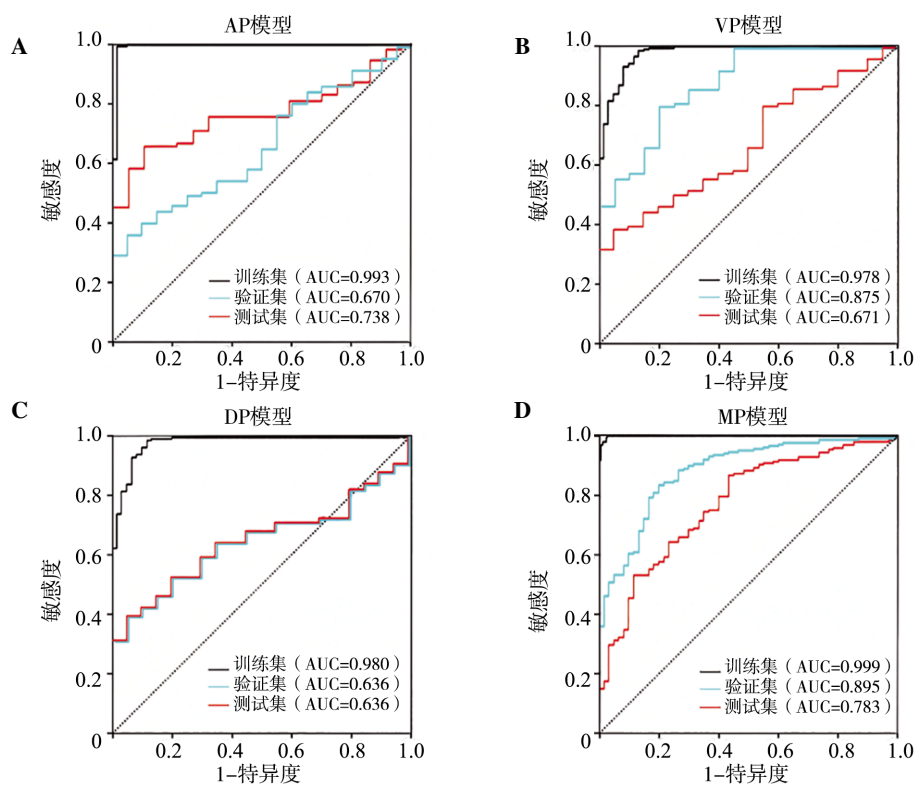 A
AP模型
1.0
0.8
0.6
0.4
0.2
0
敏感度
训练集（AUC=0.993）
验证集（AUC=0.670）
测试集（AUC=0.738）
0.2 0.4 0.6 0.8 1.0
1-特异度
B
VP模型
1.0
0.8
0.6
0.4
0.2
0
敏感度
训练集（AUC=0.978）
验证集（AUC=0.875）
测试集（AUC=0.671）
0.2 0.4 0.6 0.8 1.0
1-特异度
C
DP模型
1.0
0.8
0.6
0.4
0.2
0
敏感度
训练集（AUC=0.980）
验证集（AUC=0.636）
测试集（AUC=0.636）
0.2 0.4 0.6 0.8 1.0
1-特异度
D
MP模型
1.0
0.8
0.6
0.4
0.2
0
敏感度
训练集（AUC=0.999）
验证集（AUC=0.895）
测试集（AUC=0.783）
0.2 0.4 0.6 0.8 1.0
1-特异度